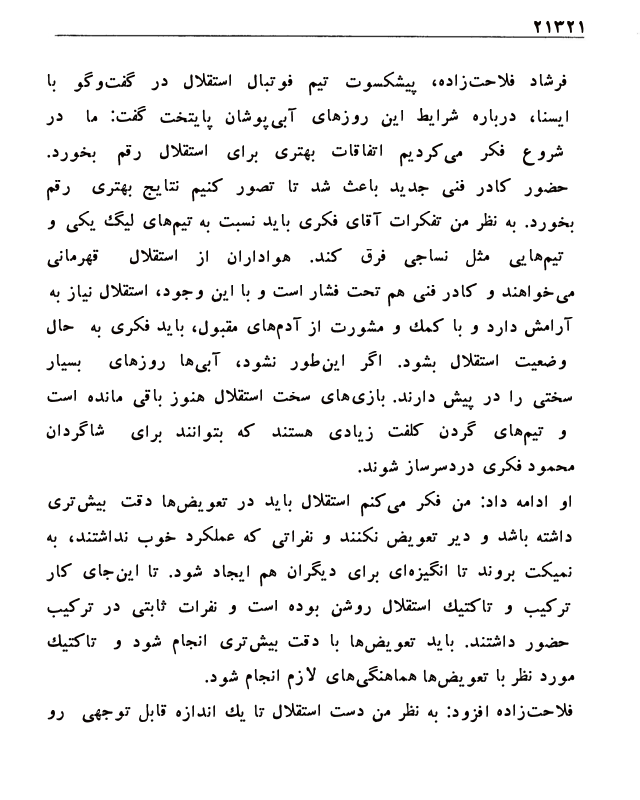 ۲۱۳۲۱
فرشاد فلاحت‌زاده، پیشکسوت تیم فوتبال استقلال در گفت‌وگو با
ایسنا، درباره شرایط این روزهای آبی‌پوشان پایتخت گفت: ما در
شروع فکر می‌کردیم اتفاقات بهتری برای استقلال رقم بخورد.
حضور کادر فنی جدید باعث شد تا تصور کنیم نتایج بهتری رقم
بخورد. به نظر من تفکرات آقای فکری باید نسبت به تیم‌های لیگ یکی و
تیم‌هایی مثل نساجی فرق کند. هواداران از استقلال قهرمانی
می‌خواهند و کادر فنی هم تحت فشار است و با این وجود، استقلال نیاز به
آرامش دارد و با کمك و مشورت از آدم‌های مقبول، باید فکری به حال
وضعیت استقلال بشود. اگر این‌طور نشود، آبی‌ها روزهای بسیار
سختی را در پیش دارند. بازی‌های سخت استقلال هنوز باقی مانده است
و تیم‌های گردن کلفت زیادی هستند که بتوانند برای شاگردان
محمود فکری دردسرساز شوند.
او ادامه داد: من فکر می‌کنم استقلال باید در تعویض‌ها دقت بیش‌تری
داشته باشد و دیر تعویض نکنند و نفراتی که عملکرد خوب نداشتند، به
نمیکت بروند تا انگیزه‌ای برای دیگران هم ایجاد شود. تا این‌جای کار
ترکیب و تاکتیك استقلال روشن بوده است و نفرات ثابتی در ترکیب
حضور داشتند. باید تعویض‌ها با دقت بیش‌تری انجام شود و تاکتیك
مورد نظر با تعویض‌ها هماهنگی‌های لازم انجام شود.
فلاحت‌زاده افزود: به نظر من دست استقلال تا یك اندازه قابل توجهی رو